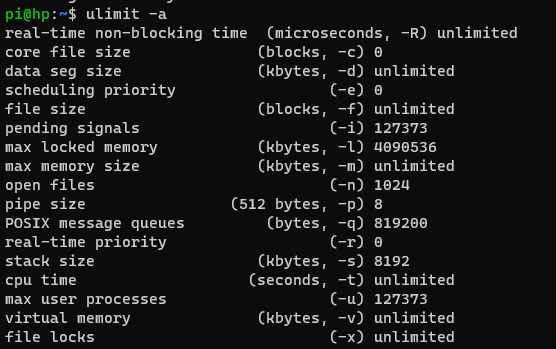 pi@hp:~$ ulimit -a
real-time non-blocking time  (microseconds, -R) unlimited
core file size              (blocks, -c) 0
data seg size               (kbytes, -d) unlimited
scheduling priority                 (-e) 0
file size                   (blocks, -f) unlimited
pending signals                     (-i) 127373
max locked memory           (kbytes, -l) 4090536
max memory size             (kbytes, -m) unlimited
open files                          (-n) 1024
pipe size                (512 bytes, -p) 8
POSIX message queues         (bytes, -q) 819200
real-time priority                  (-r) 0
stack size                  (kbytes, -s) 8192
cpu time                   (seconds, -t) unlimited
max user processes                  (-u) 127373
virtual memory              (kbytes, -v) unlimited
file locks                          (-x) unlimited